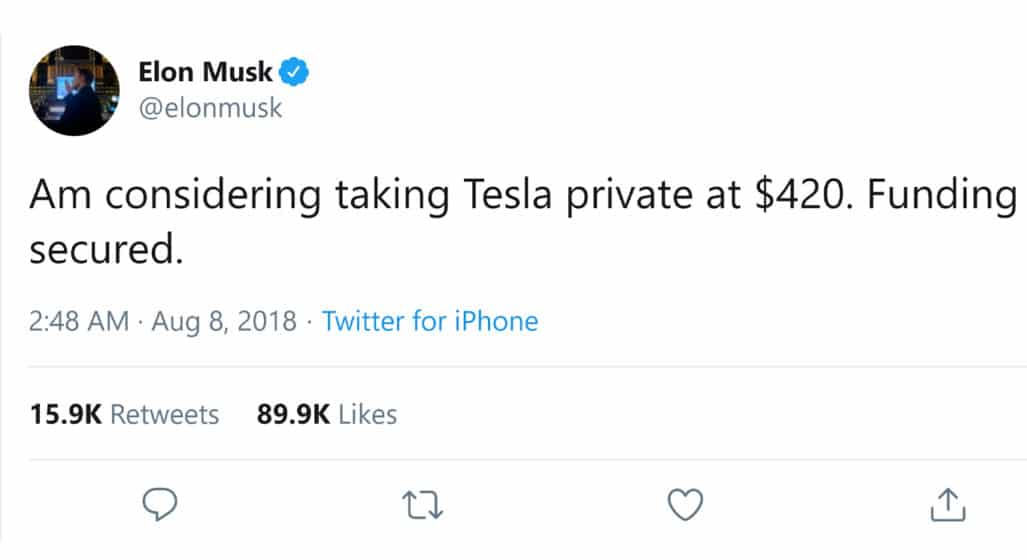 Elon Musk
@elonmusk
Am considering taking Tesla private at $420. Funding
secured.
2:48 AM · Aug 8, 2018 · Twitter for iPhone
15.9K Retweets 89.9K Likes